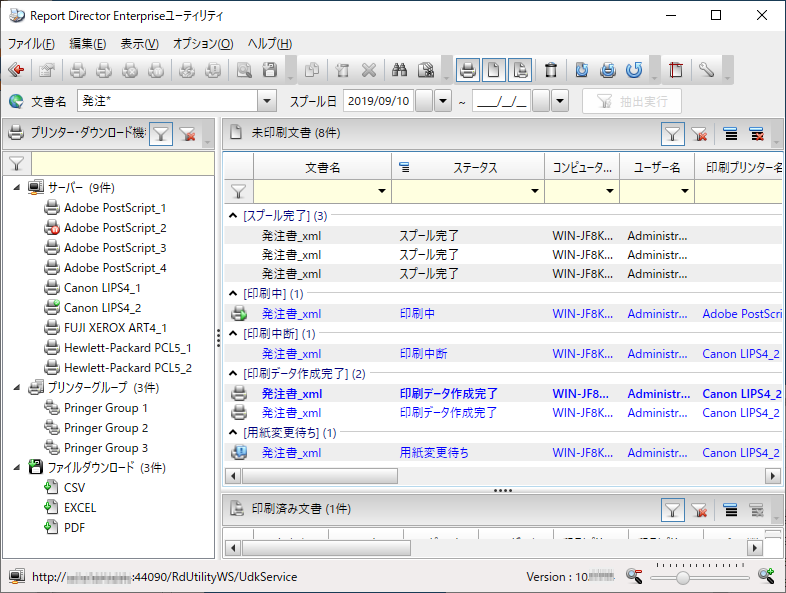 Report Director Enterpriseユーティリティ
ファイル(F) 編集(E) 表示(V) オプション(O) ヘルプ(H)
文書名 発注* スプール日 2019/09/10 ~ ___/__/__ 抽出実行
プリンター・ダウンロード機
未印刷文書 (8件)
文書名 ステータス コンピュータ... ユーザー名 印刷プリンター名
サーバー (9件)
Adobe PostScript_1
Adobe PostScript_2
Adobe PostScript_3
Adobe PostScript_4
Canon LIPS4_1
Canon LIPS4_2
FUJI XEROX ART4_1
Hewlett-Packard PCL5_1
Hewlett-Packard PCL5_2
プリンターグループ (3件)
Pringer Group 1
Pringer Group 2
Pringer Group 3
ファイルダウンロード (3件)
CSV
EXCEL
PDF
[スプール完了] (3)
発注書_xml スプール完了 WIN-JF8K... Administr...
発注書_xml スプール完了 WIN-JF8K... Administr...
発注書_xml スプール完了 WIN-JF8K... Administr...
[印刷中] (1)
発注書_xml 印刷中 WIN-JF8K... Administr... Adobe PostScri
[印刷中断] (1)
発注書_xml 印刷中断 WIN-JF8K... Administr... Canon LIPS4_2
[印刷データ作成完了] (2)
発注書_xml 印刷データ作成完了 WIN-JF8... Administr... Canon LIPS4_2
発注書_xml 印刷データ作成完了 WIN-JF8K... Administr... Canon LIPS4_2
[用紙変更待ち] (1)
発注書_xml 用紙変更待ち WIN-JF8K... Administr... Canon LIPS4_2
印刷済み文書 (1件)
http:// :44090/RdUtilityWS/UdkService
Version : 10.